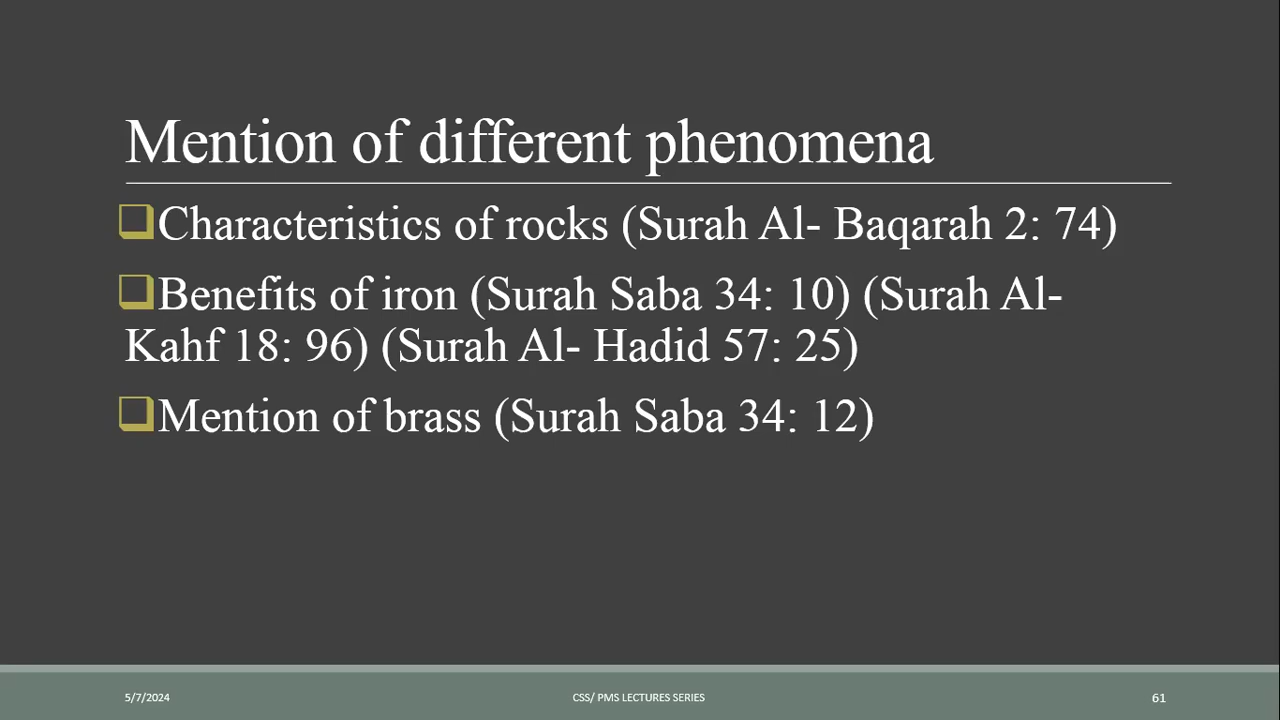 Mention of different phenomena
❑Characteristics of rocks (Surah Al- Baqarah 2: 74)
❑Benefits of iron (Surah Saba 34: 10) (Surah Al-
Kahf 18: 96) (Surah Al- Hadid 57: 25)
❑Mention of brass (Surah Saba 34: 12)
5/7/2024
CSS/ PMS LECTURES SERIES
61